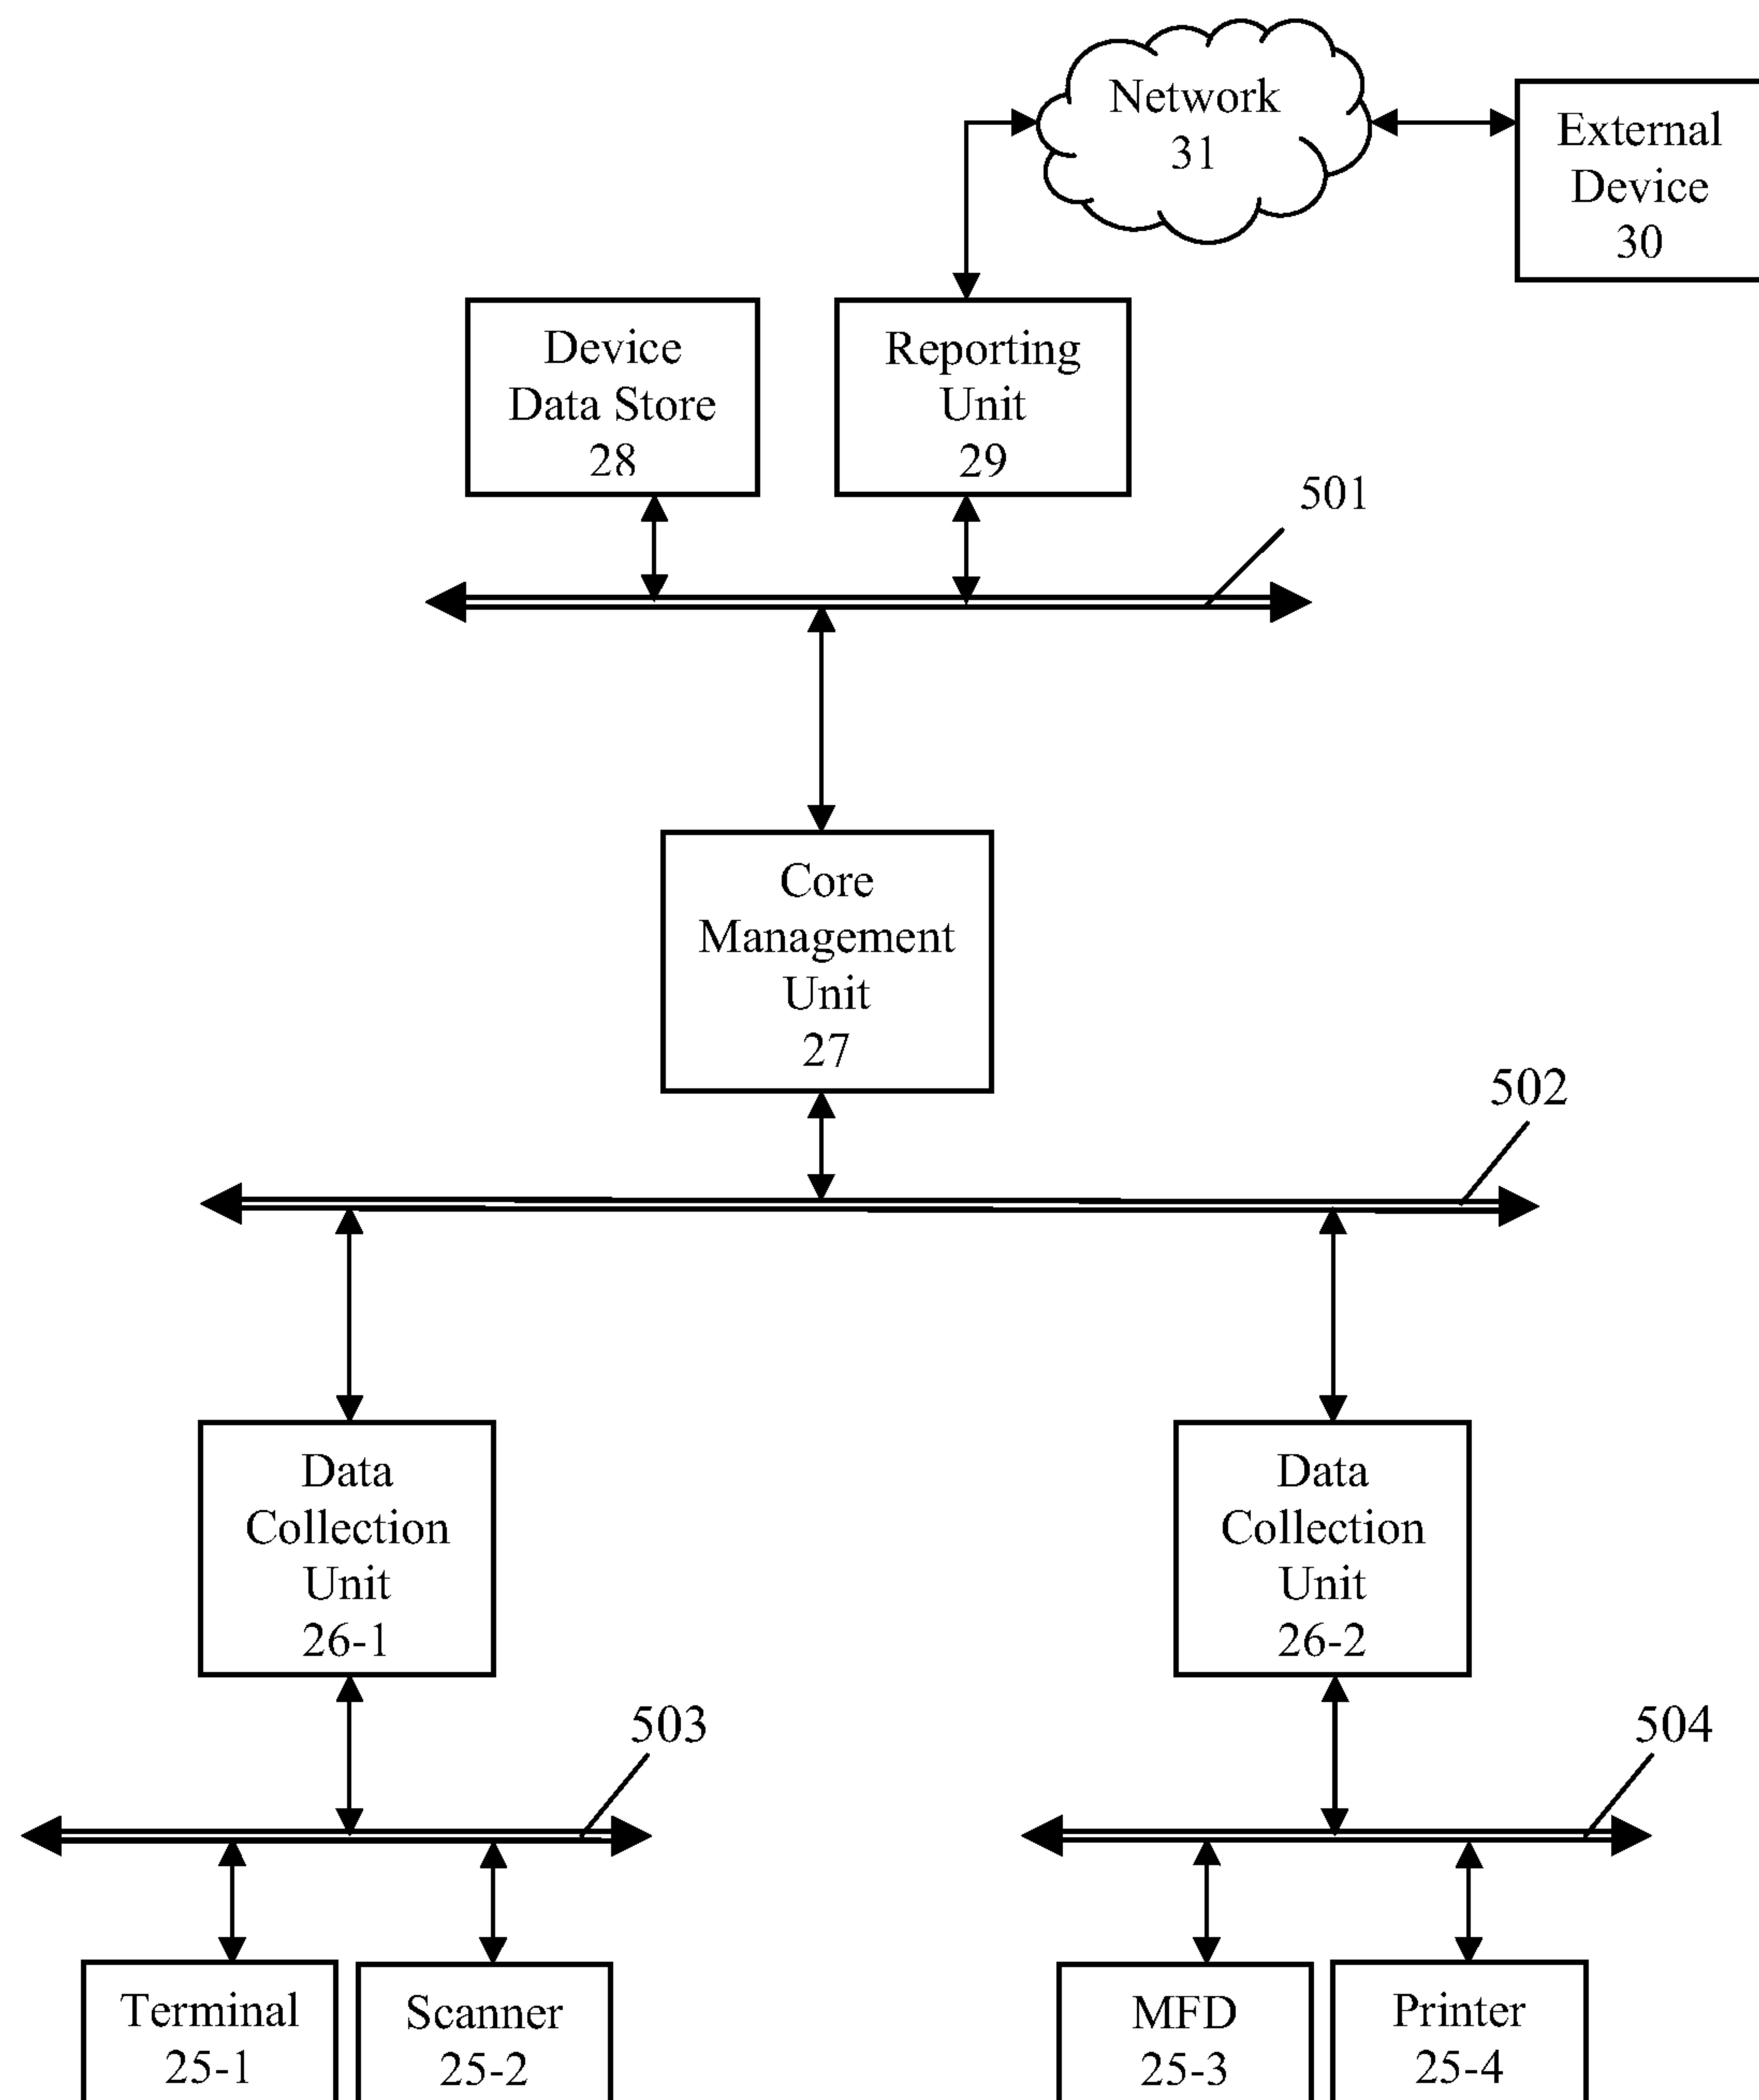 Network
31
External
Device
30
Device
Data Store
28
Reporting
Unit
29
501
Core
Management
Unit
27
502
Data
Collection
Unit
26-1
Data
Collection
Unit
26-2
503
504
Terminal
25-1
Scanner
25-2
MFD
25-3
Printer
25-4